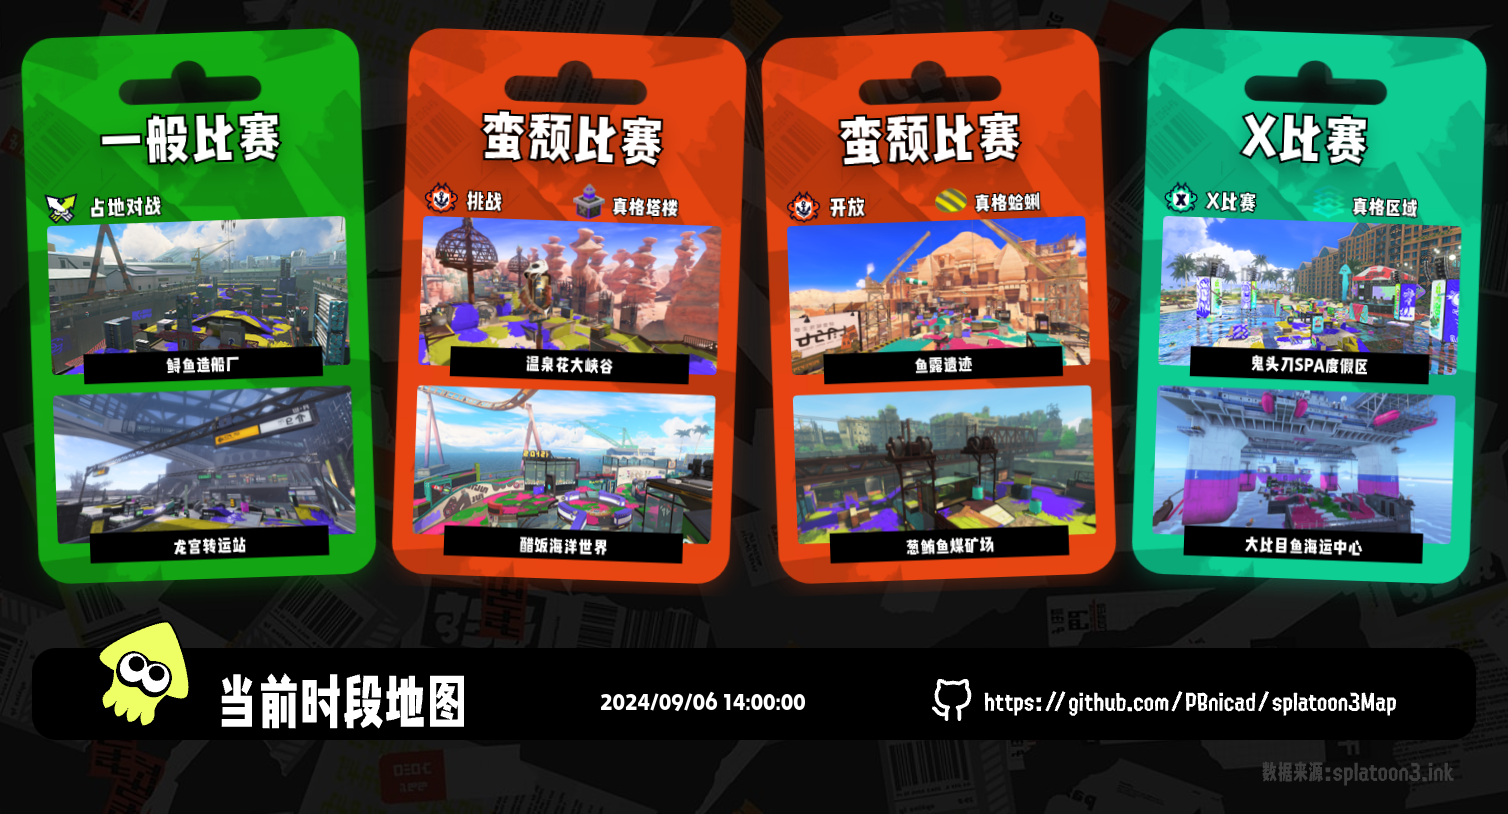 一般比赛
占地对战
鲟鱼造船厂
龙宫转运站
蛮颓比赛
挑战
真格塔楼
温泉花大峡谷
醋饭海洋世界
蛮颓比赛
开放
真格蛤蜊
鱼露遗迹
葱鲔鱼煤矿场
X比赛
X比赛
真格区域
鬼头刀SPA度假区
大比目鱼海运中心
当前时段地图
2024/09/06 14:00:00
https://github.com/PBnicad/splatoon3Map
数据来源:splatoon3.ink